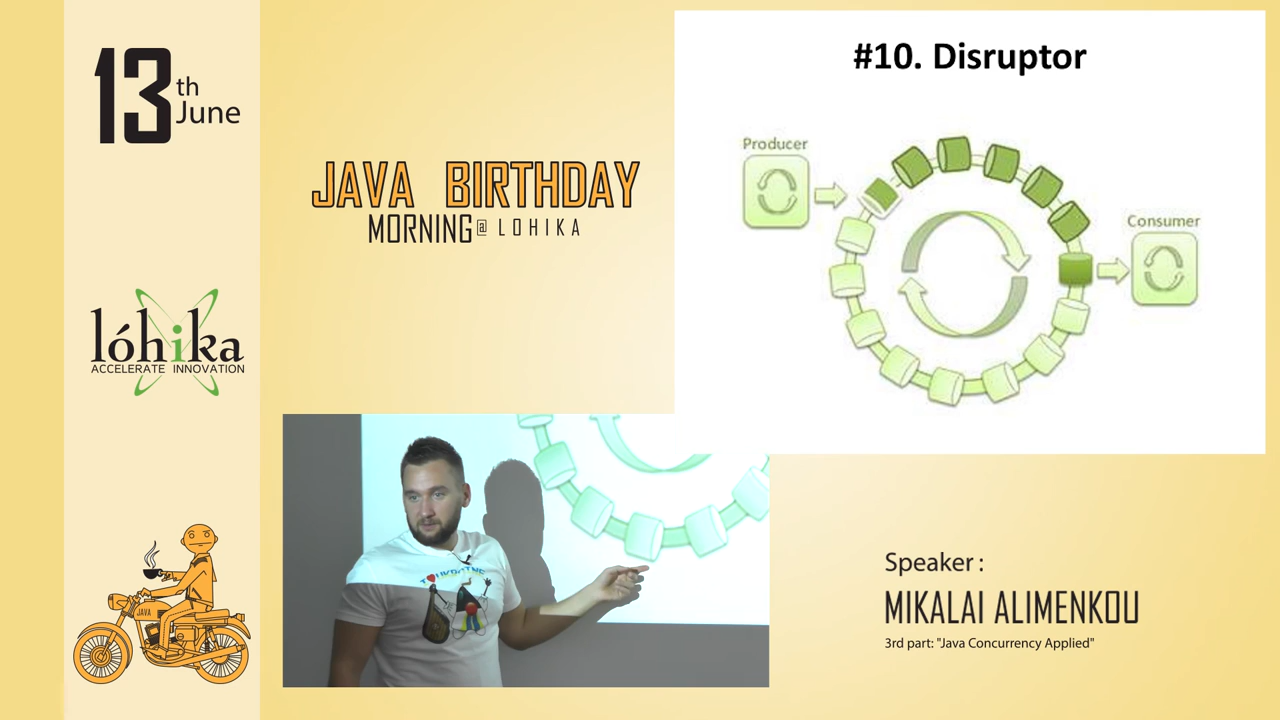 13
th
June
JAVA BIRTHDAY
MORNING@LOHIKA
lóhika
ACCELERATE INNOVATION
JAVA
#10. Disruptor
Producer
Consumer
Speaker :
MIKALAI ALIMENKOU
3rd part: "Java Concurrency Applied"